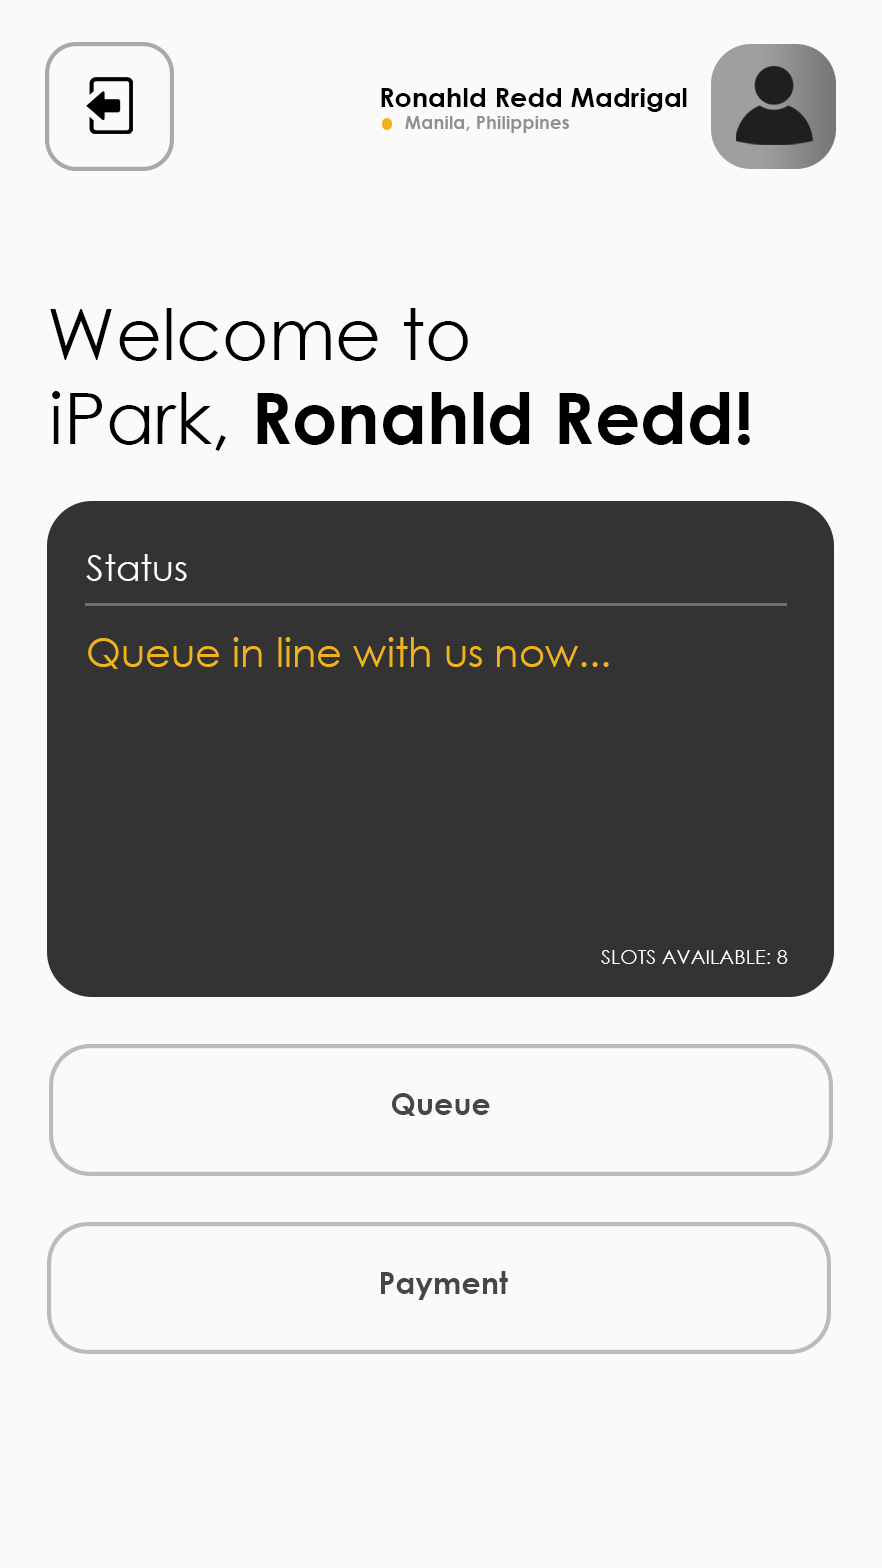 Ronahld Redd Madrigal
Manila, Philippines
Welcome to
iPark, Ronahld Redd!
Status
Queue in line with us now...
SLOTS AVAILABLE: 8
Queue
Payment